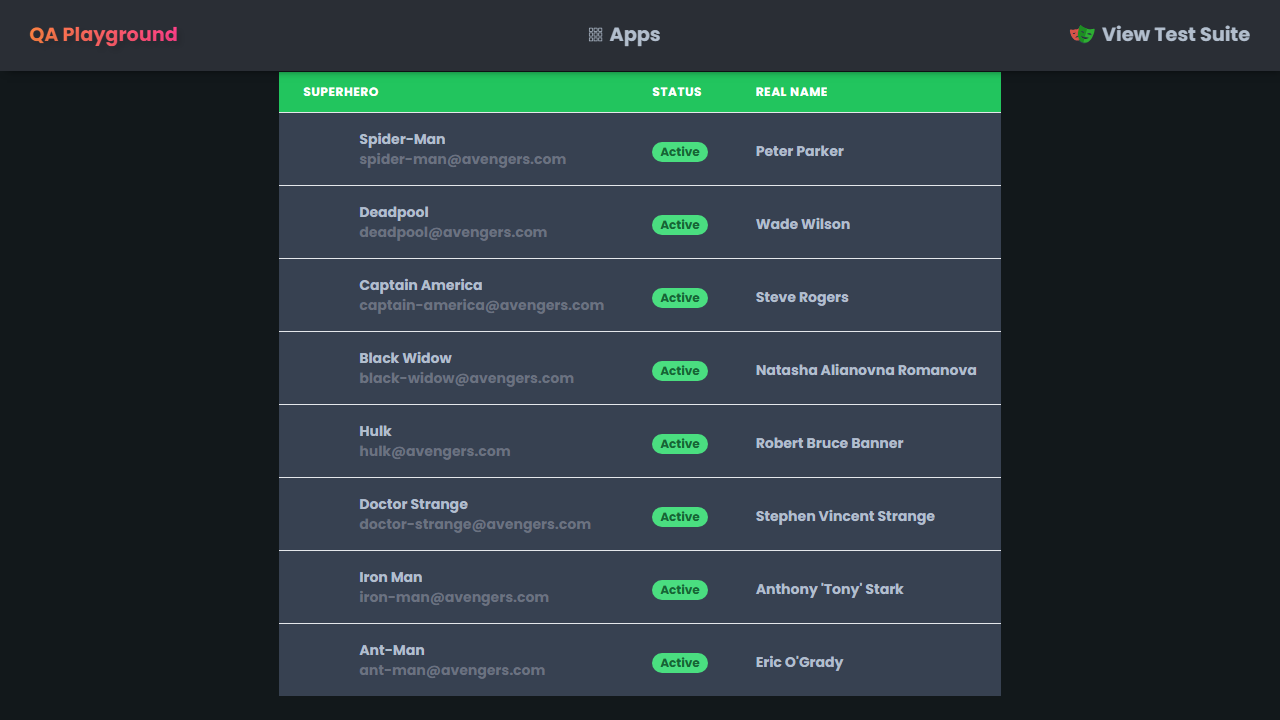 QA Playground
Apps
View Test Suite
SUPERHERO STATUS REAL NAME
Spider-Man
spider-man@avengers.com
Active
Peter Parker
Deadpool
deadpool@avengers.com
Active
Wade Wilson
Captain America
captain-america@avengers.com
Active
Steve Rogers
Black Widow
black-widow@avengers.com
Active
Natasha Alianovna Romanova
Hulk
hulk@avengers.com
Active
Robert Bruce Banner
Doctor Strange
doctor-strange@avengers.com
Active
Stephen Vincent Strange
Iron Man
iron-man@avengers.com
Active
Anthony 'Tony' Stark
Ant-Man
ant-man@avengers.com
Active
Eric O'Grady